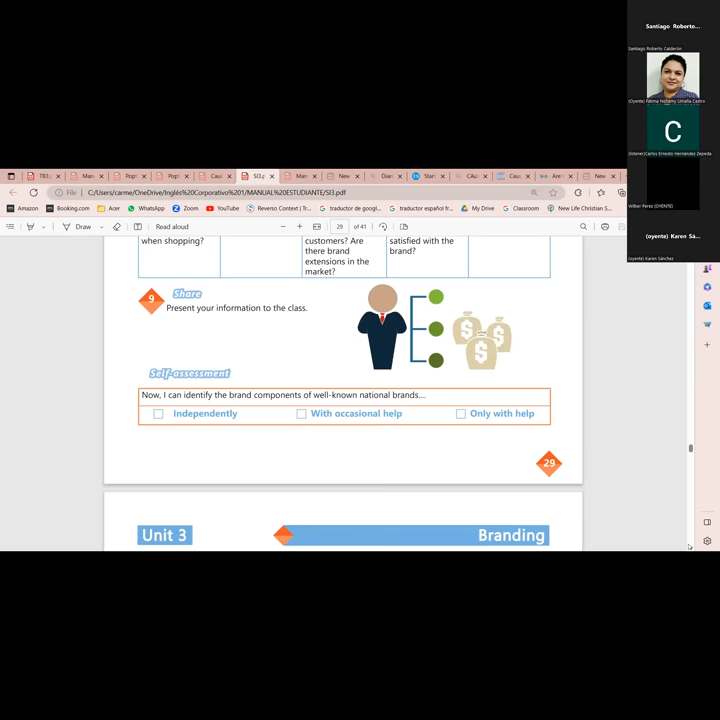 Santiago Roberto...
Santiago Roberto Calderón
(Oyente) Fátima Nohemy Umaña Castro
C
(listener)Carlos Ernesto Hernández Zepeda
Wilber Perez (OYENTE)
(oyente) Karen Sá...
(oyente) Karen Sánchez
SI3.p
File
C:/Users/carme/OneDrive/Inglés%20Corporativo%201/MANUAL%20ESTUDIANTE/SI3.pdf
Amazon
Booking.com
Acer
WhatsApp
YouTube
Zoom
Reverso Context | Tr...
traductor de googl...
traductor español fr...
My Drive
Classroom
New Life Christian S...
Draw
Read aloud
29
of 41
when shopping?
customers? Are
there brand
extensions in the
market?
satisfied with the
brand?
9
Share
Present your information to the class.
$ $ $
Self-assessment
Now, I can identify the brand components of well-known national brands...
Independently
With occasional help
Only with help
29
Unit 3
Branding